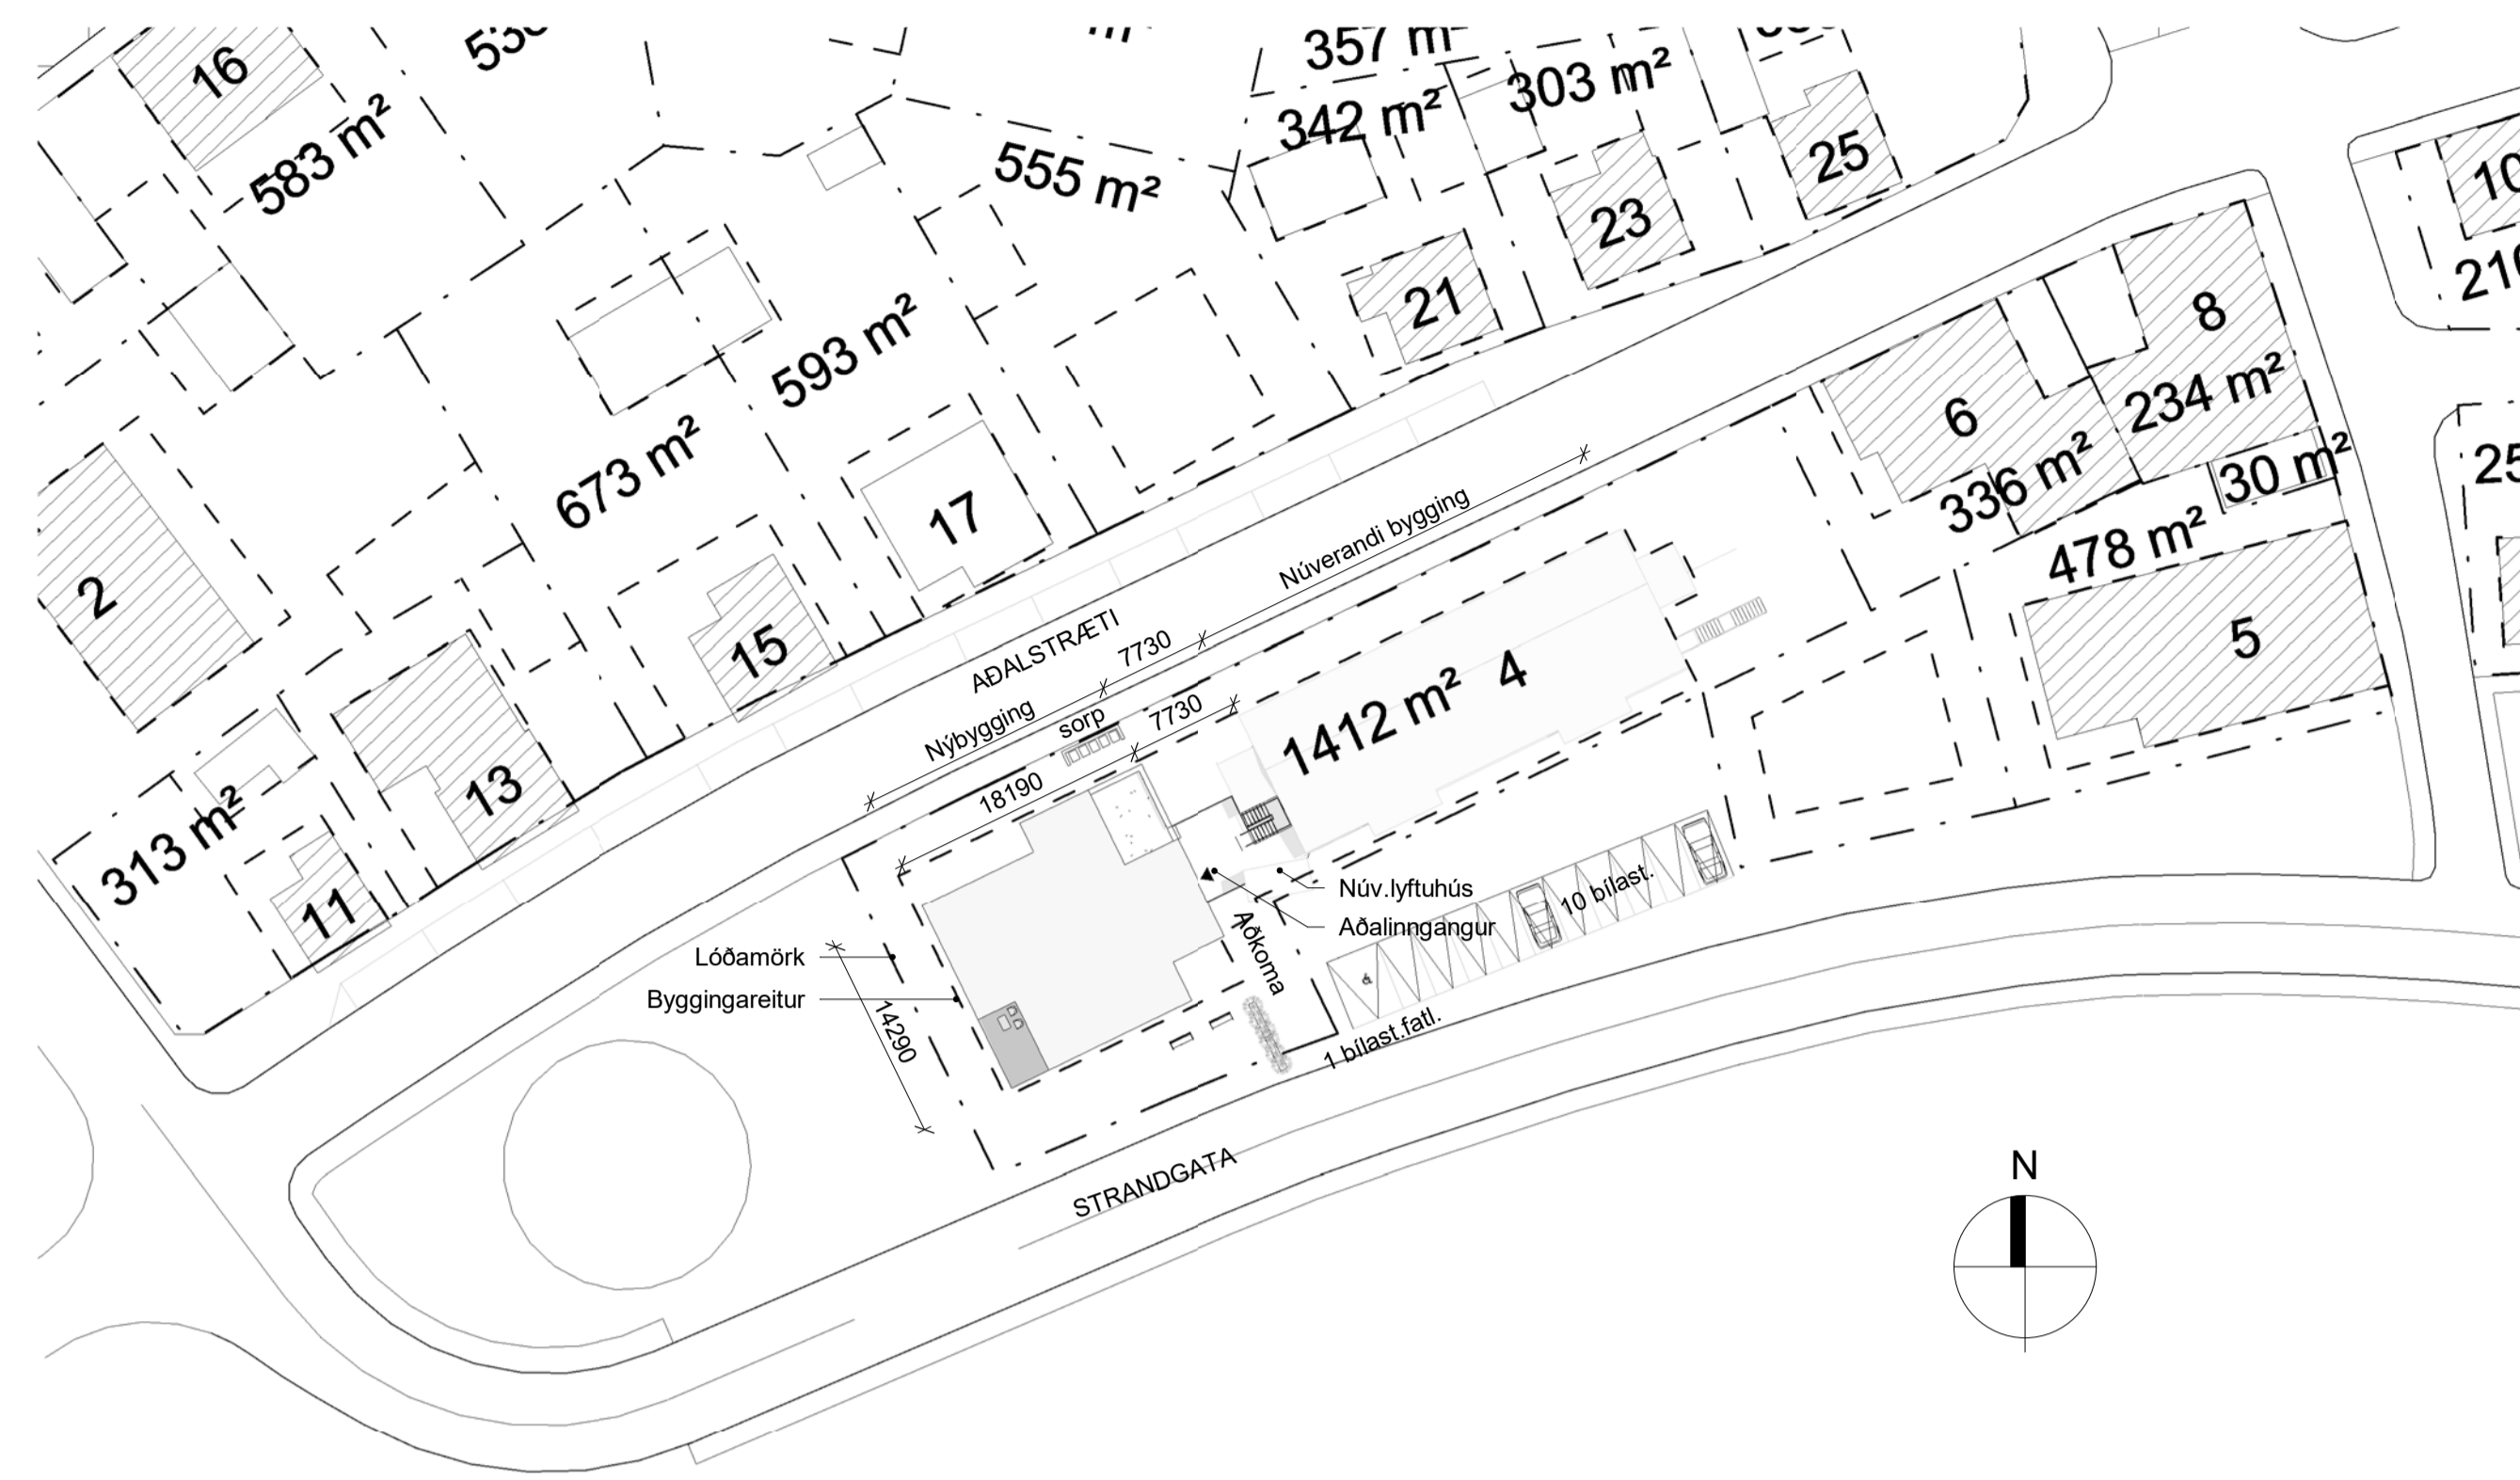 16
583 m²
555 m²
357 m²
342 m²
303 m²
25
23
21
10
8
234 m²
6
336 m²
30 m²
478 m²
5
593 m²
673 m²
17
15
2
13
313 m²
11
AÐALSTRÆTI
Núverandi bygging
7730
Nýbygging
sorp
7730
18190
1412 m² 4
Núv.lyftuhús
Aðalinngangur
10 bílast.
Aðkoma
1 bílast.fatl.
Lóðamörk
Byggingareitur
14290
STRANDGATA
N